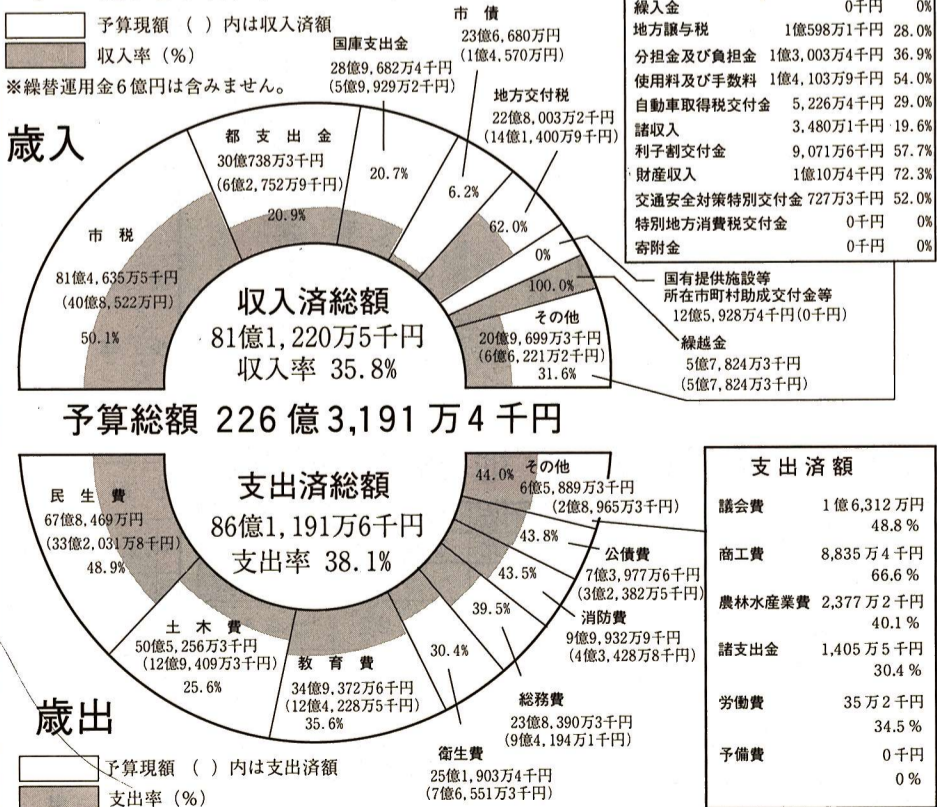 予算現額 ( ) 内は収入済額
収入率 (%)
※繰替運用金6億円は含みません。
歳入
市税
81億4,635万5千円
(40億8,522万円)
50.1%
都支出金
30億738万3千円
(6億2,752万9千円)
20.9%
国庫支出金
28億9,682万4千円
(5億9,929万2千円)
20.7%
市債
23億6,680万円
(1億4,570万円)
6.2%
地方交付税
22億8,003万2千円
(14億1,400万9千円)
62.0%
0%
国有提供施設等
所在市町村助成交付金等
12億5,928万4千円(0千円)
100.0%
繰越金
5億7,824万3千円
(5億7,824万3千円)
その他
20億9,699万3千円
(6億6,221万2千円)
31.6%
繰入金 0千円 0%
地方譲与税 1億598万1千円 28.0%
分担金及び負担金 1億3,003万4千円 36.9%
使用料及び手数料 1億4,103万9千円 54.0%
自動車取得税交付金 5,226万4千円 29.0%
諸収入 3,480万1千円 19.6%
利子割交付金 9,071万6千円 57.7%
財産収入 1億10万4千円 72.3%
交通安全対策特別交付金 727万3千円 52.0%
特別地方消費税交付金 0千円 0%
寄附金 0千円 0%
収入済総額
81億1,220万5千円
収入率 35.8%
予算総額 226億3,191万4千円
支出済総額
86億1,191万6千円
支出率 38.1%
民生費
67億8,469万円
(33億2,031万8千円)
48.9%
土木費
50億5,256万3千円
(12億9,409万3千円)
25.6%
教育費
34億9,372万6千円
(12億4,228万5千円)
35.6%
30.4%
衛生費
25億1,903万4千円
(7億6,551万3千円)
39.5%
総務費
23億8,390万3千円
(9億4,194万1千円)
43.5%
消防費
9億9,932万9千円
(4億3,428万8千円)
43.8%
公債費
7億3,977万6千円
(3億2,382万5千円)
44.0%
その他
6億5,889万3千円
(2億8,965万3千円)
支出済額
議会費 1億6,312万円
48.8%
商工費 8,835万4千円
66.6%
農林水産業費 2,377万2千円
40.1%
諸支出金 1,405万5千円
30.4%
労働費 35万2千円
34.5%
予備費 0千円
0%
歳出
予算現額 ( ) 内は支出済額
支出率 (%)